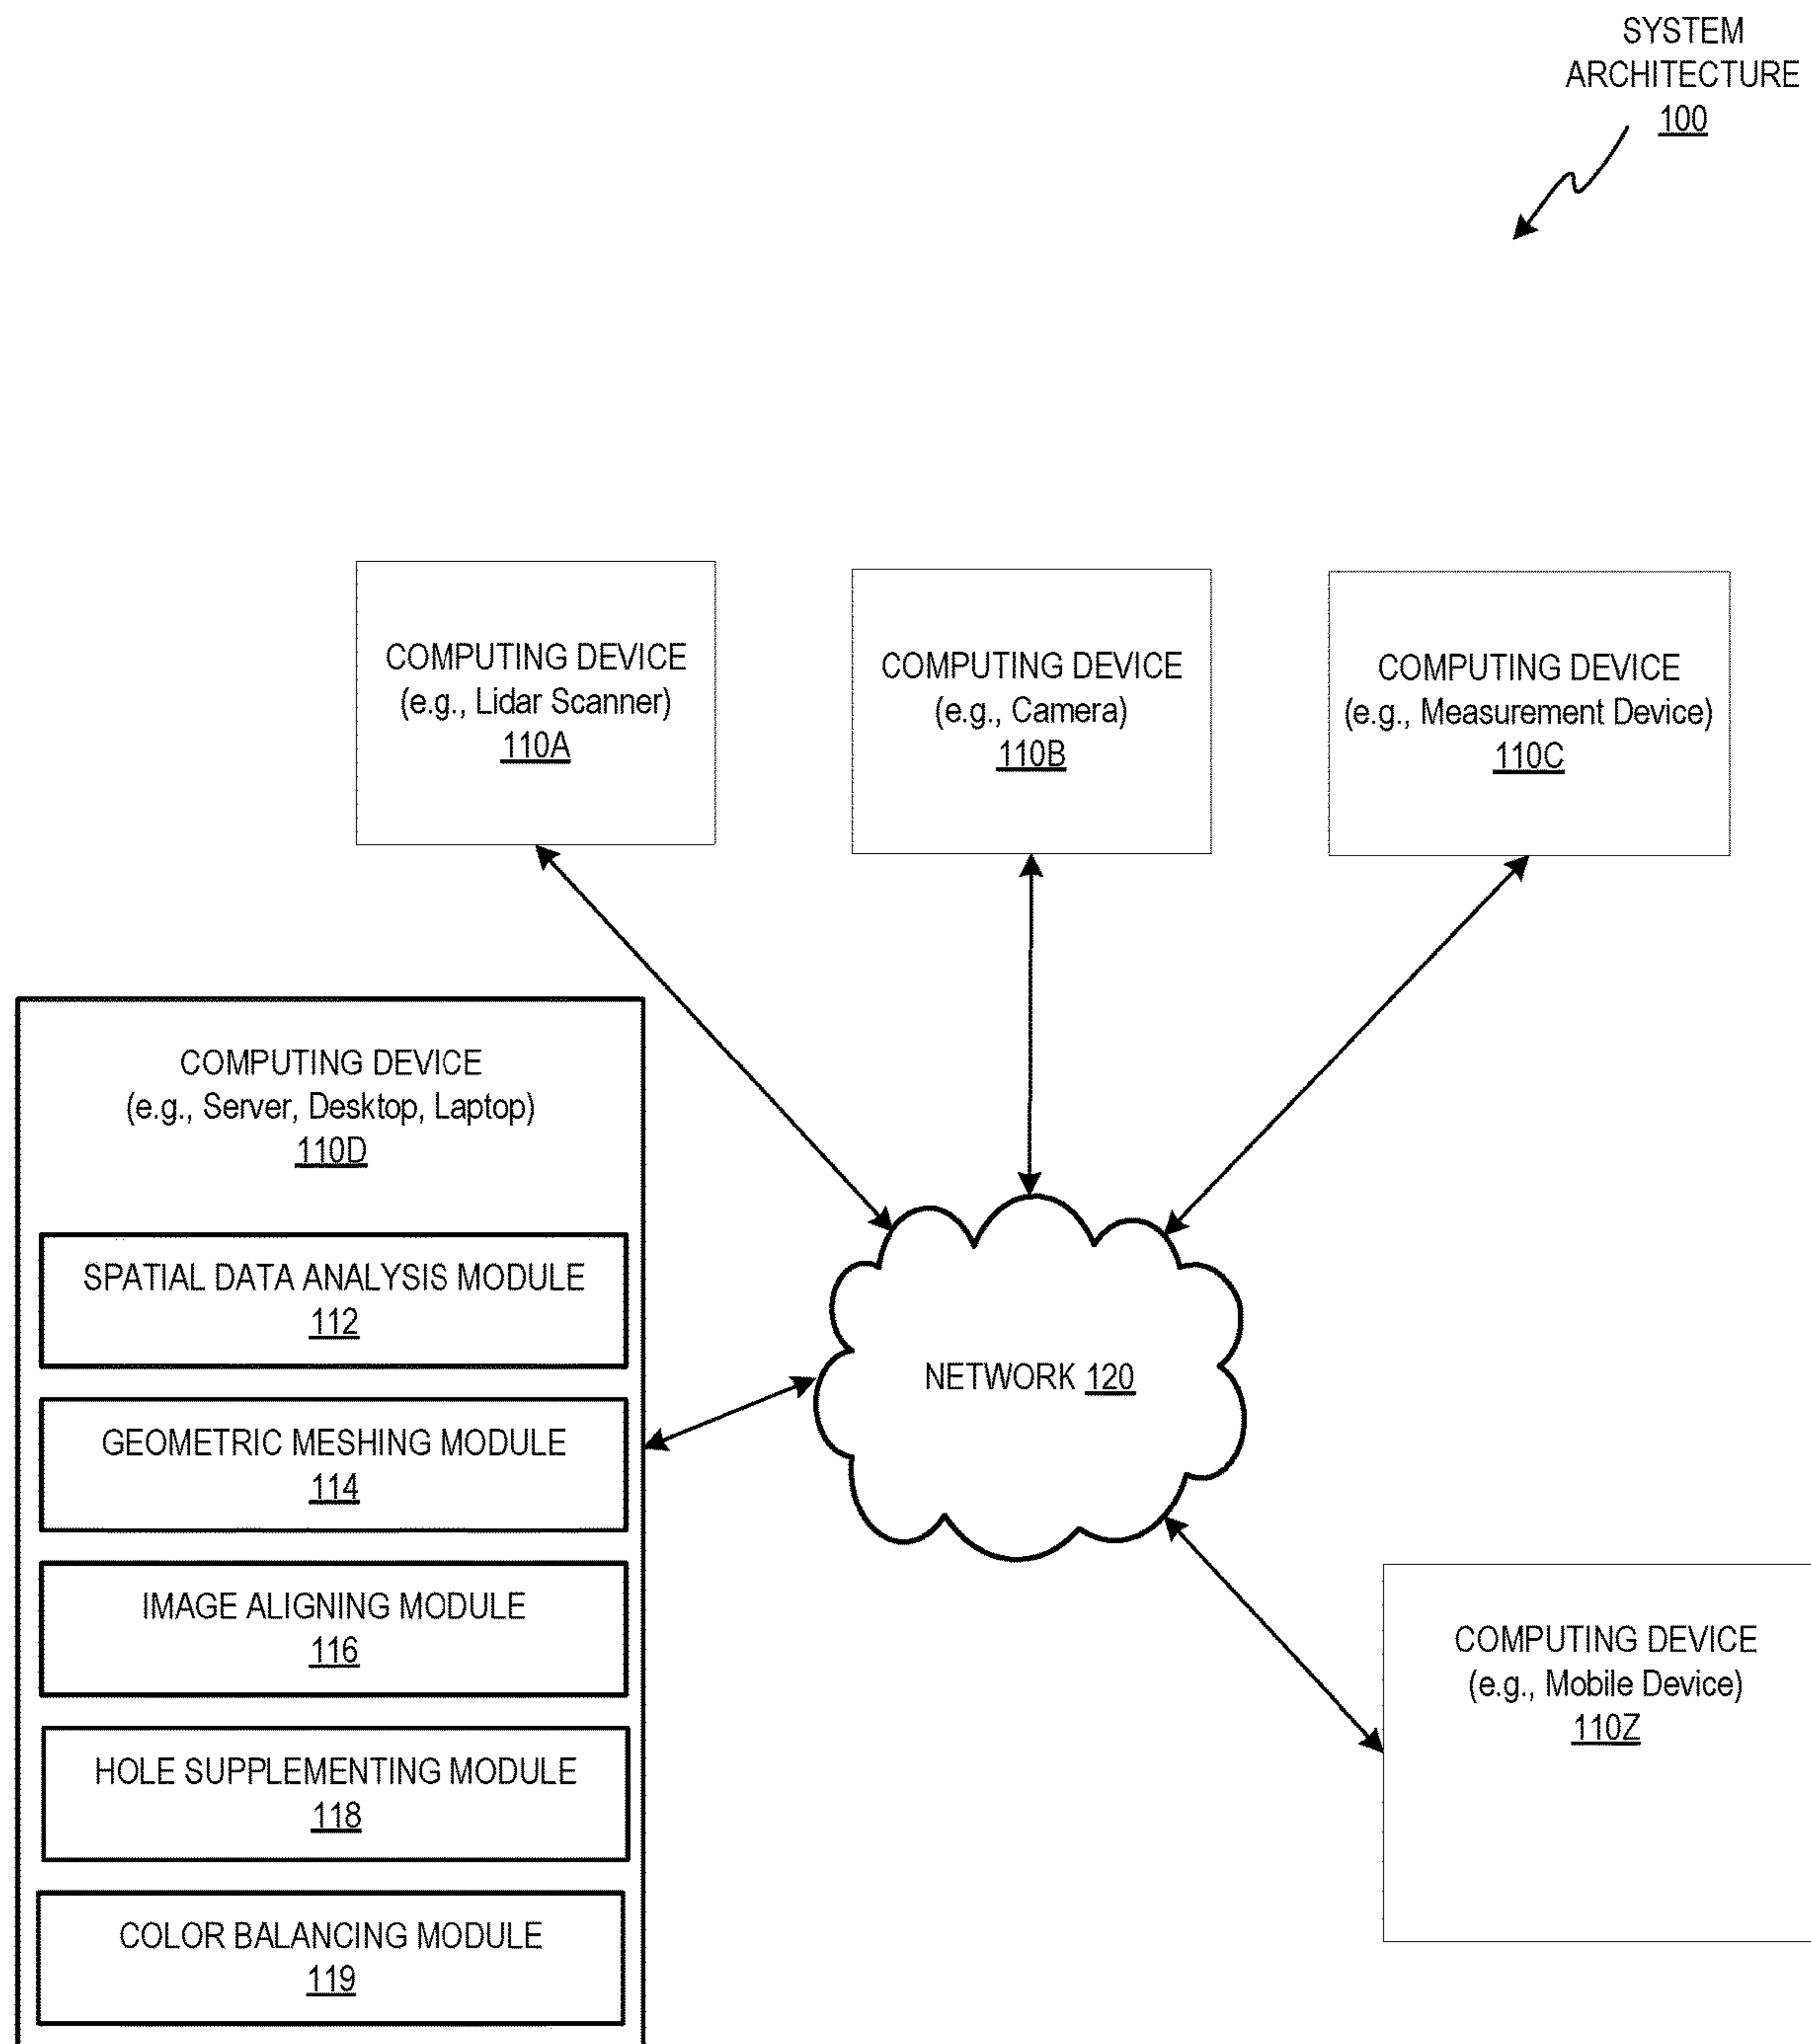 SYSTEM
ARCHITECTURE
100
COMPUTING DEVICE
(e.g., Lidar Scanner)
110A
COMPUTING DEVICE
(e.g., Camera)
110B
COMPUTING DEVICE
(e.g., Measurement Device)
110C
COMPUTING DEVICE
(e.g., Server, Desktop, Laptop)
110D
SPATIAL DATA ANALYSIS MODULE
112
GEOMETRIC MESHING MODULE
114
IMAGE ALIGNING MODULE
116
HOLE SUPPLEMENTING MODULE
118
COLOR BALANCING MODULE
119
NETWORK 120
COMPUTING DEVICE
(e.g., Mobile Device)
110Z